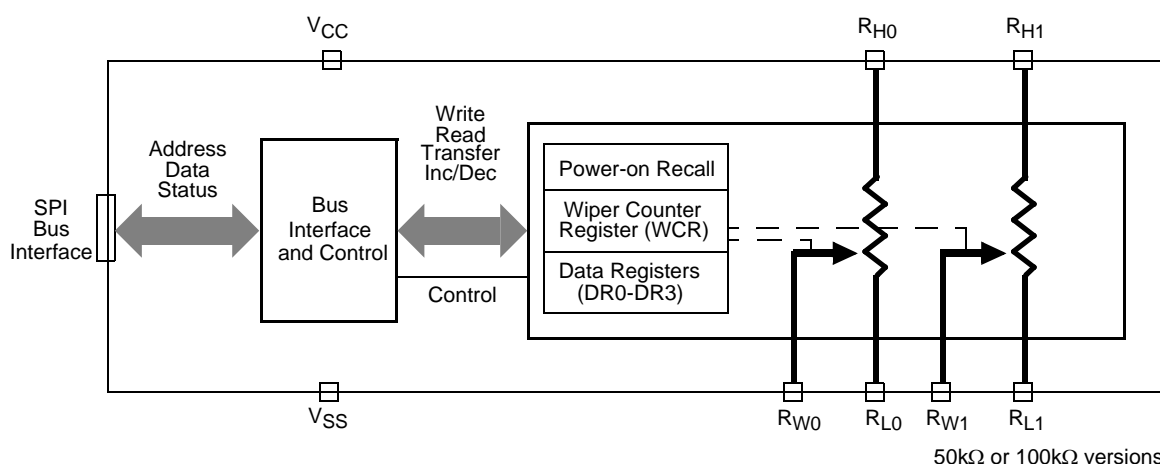 VCC
RH0
RH1
Write
Read
Transfer
Inc/Dec
Address
Data
Status
SPI
Bus
Interface
Bus
Interface
and Control
Control
Power-on Recall
Wiper Counter
Register (WCR)
Data Registers
(DR0-DR3)
VSS
RW0
RL0
RW1
RL1
50kΩ or 100kΩ versions